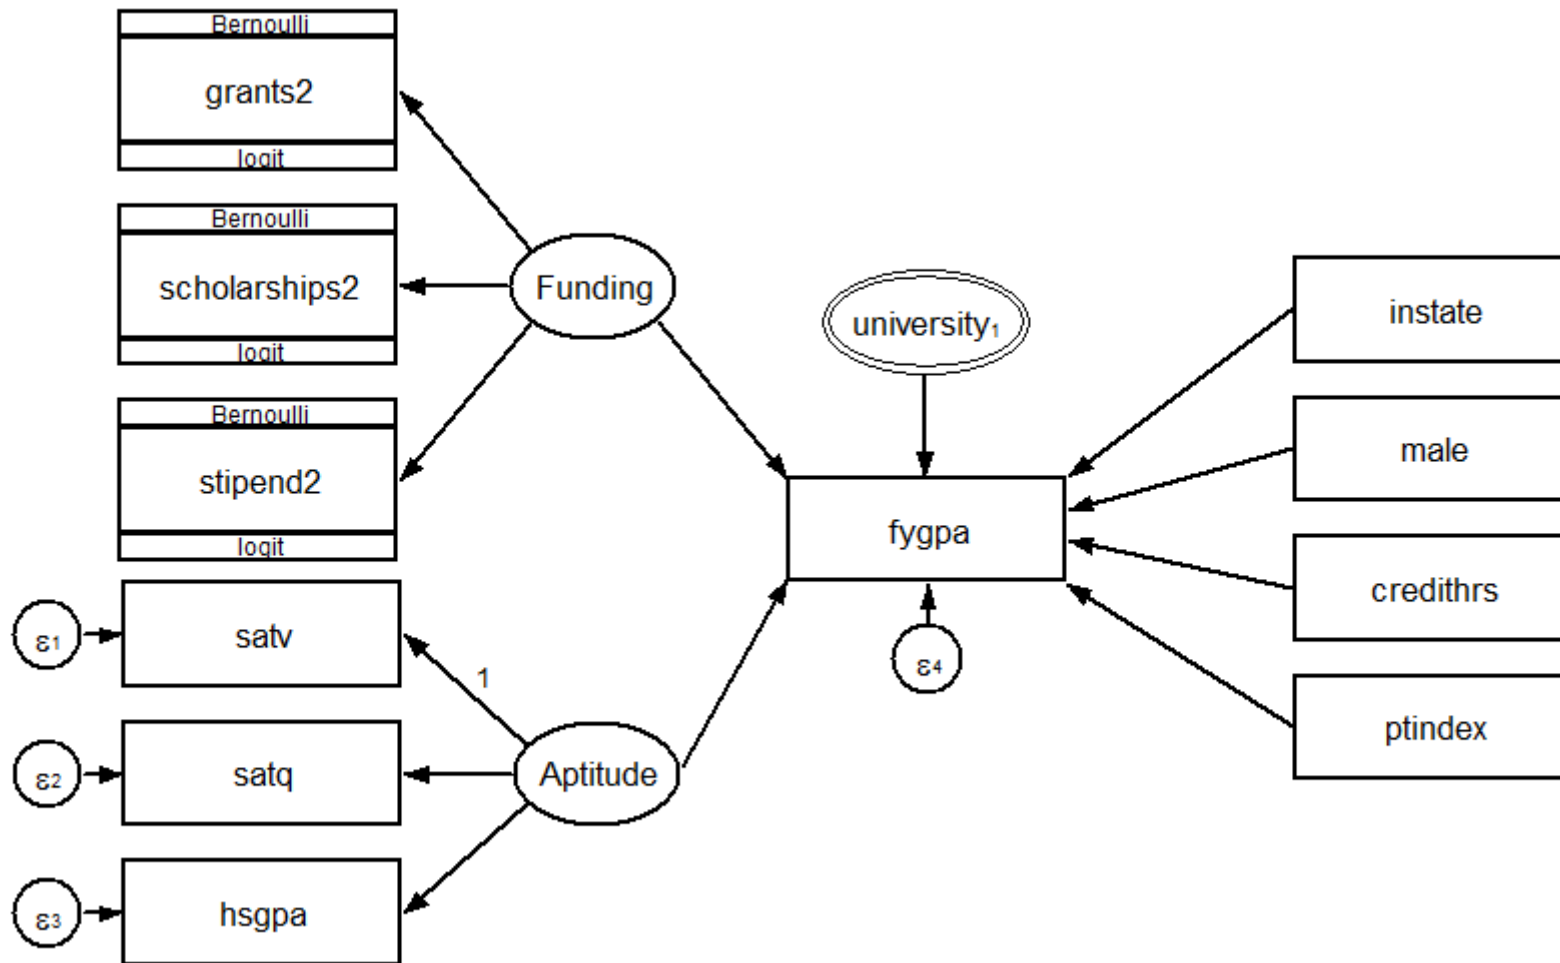 Bernoulli
grants2
logit
Bernoulli
scholarships2
logit
Bernoulli
stipend2
logit
Funding
university₁
instate
male
fygpa
credithrs
ptindex
ε₄
ε₁
satv
1
ε₂
satq
Aptitude
ε₃
hsgpa